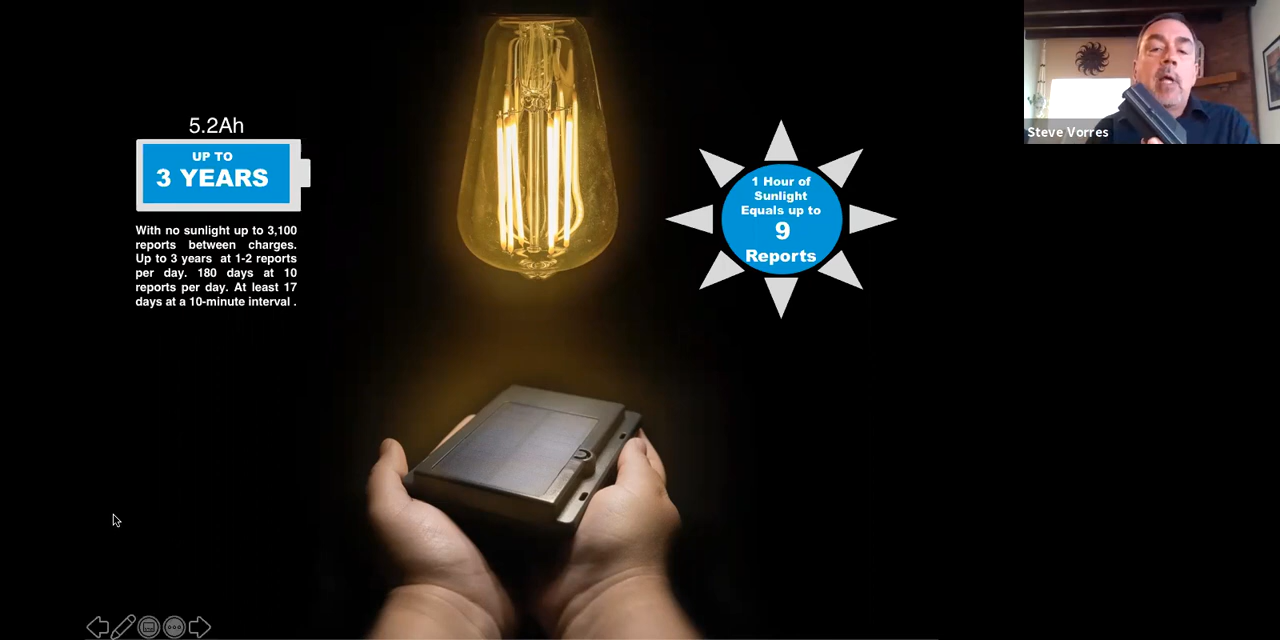 5.2Ah
UP TO
3 YEARS
With no sunlight up to 3,100
reports between charges.
Up to 3 years at 1-2 reports
per day. 180 days at 10
reports per day. At least 17
days at a 10-minute interval .
1 Hour of
Sunlight
Equals up to
9
Reports
Steve Vorres